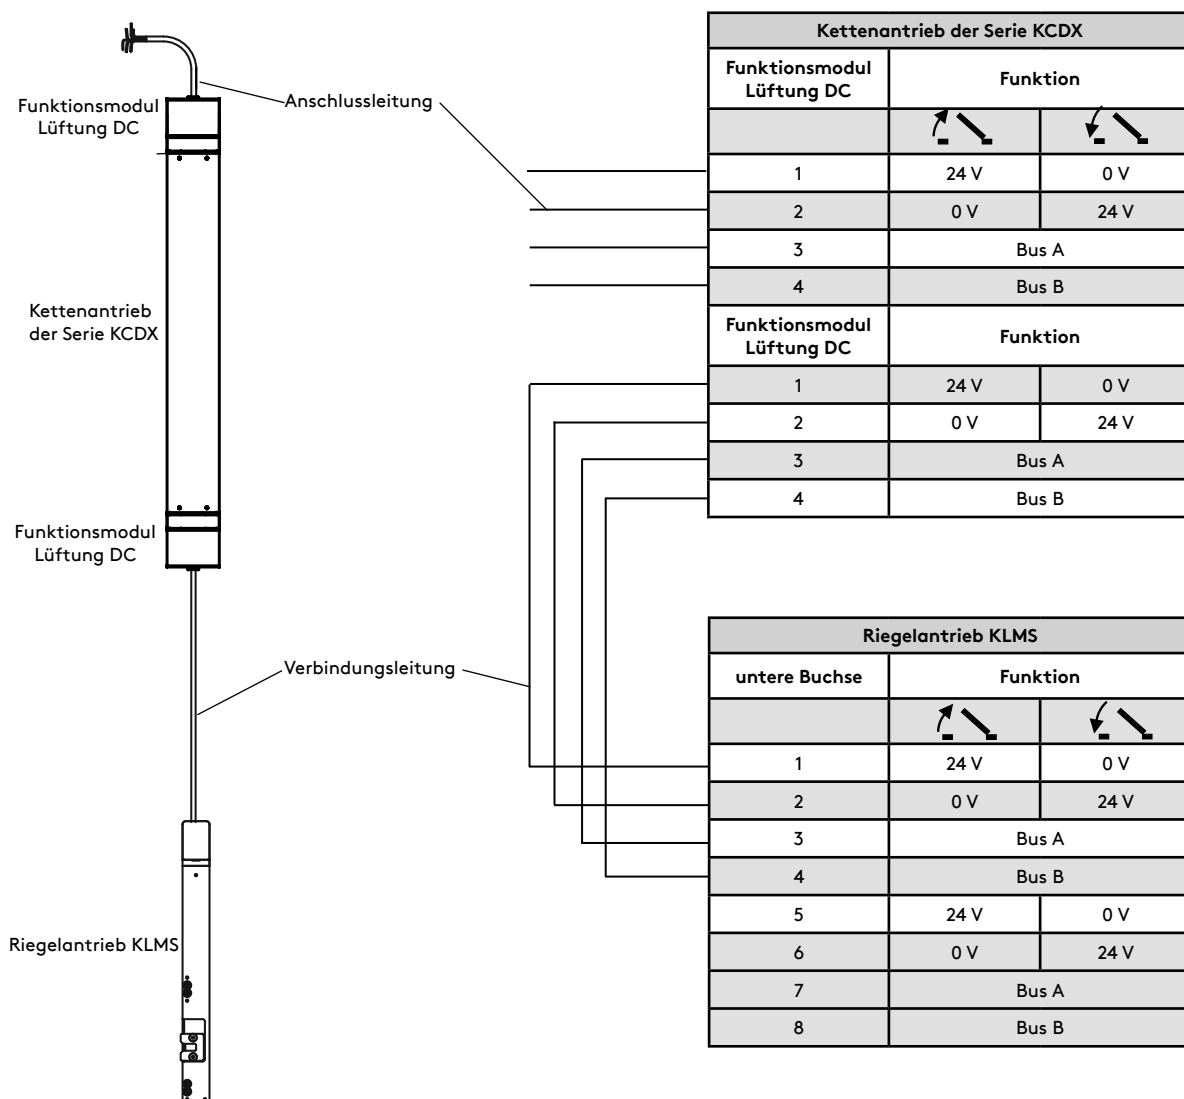 Funktionsmodul
Lüftung DC
Anschlussleitung
Kettenantrieb
der Serie KCDX
Funktionsmodul
Lüftung DC
Verbindungsleitung
Riegelantrieb KLMS
Kettenantrieb der Serie KCDX
Funktionsmodul
Lüftung DC
Funktion
1 24 V 0 V
2 0 V 24 V
3 Bus A
4 Bus B
Funktionsmodul
Lüftung DC
Funktion
1 24 V 0 V
2 0 V 24 V
3 Bus A
4 Bus B
Riegelantrieb KLMS
untere Buchse Funktion
1 24 V 0 V
2 0 V 24 V
3 Bus A
4 Bus B
5 24 V 0 V
6 0 V 24 V
7 Bus A
8 Bus B